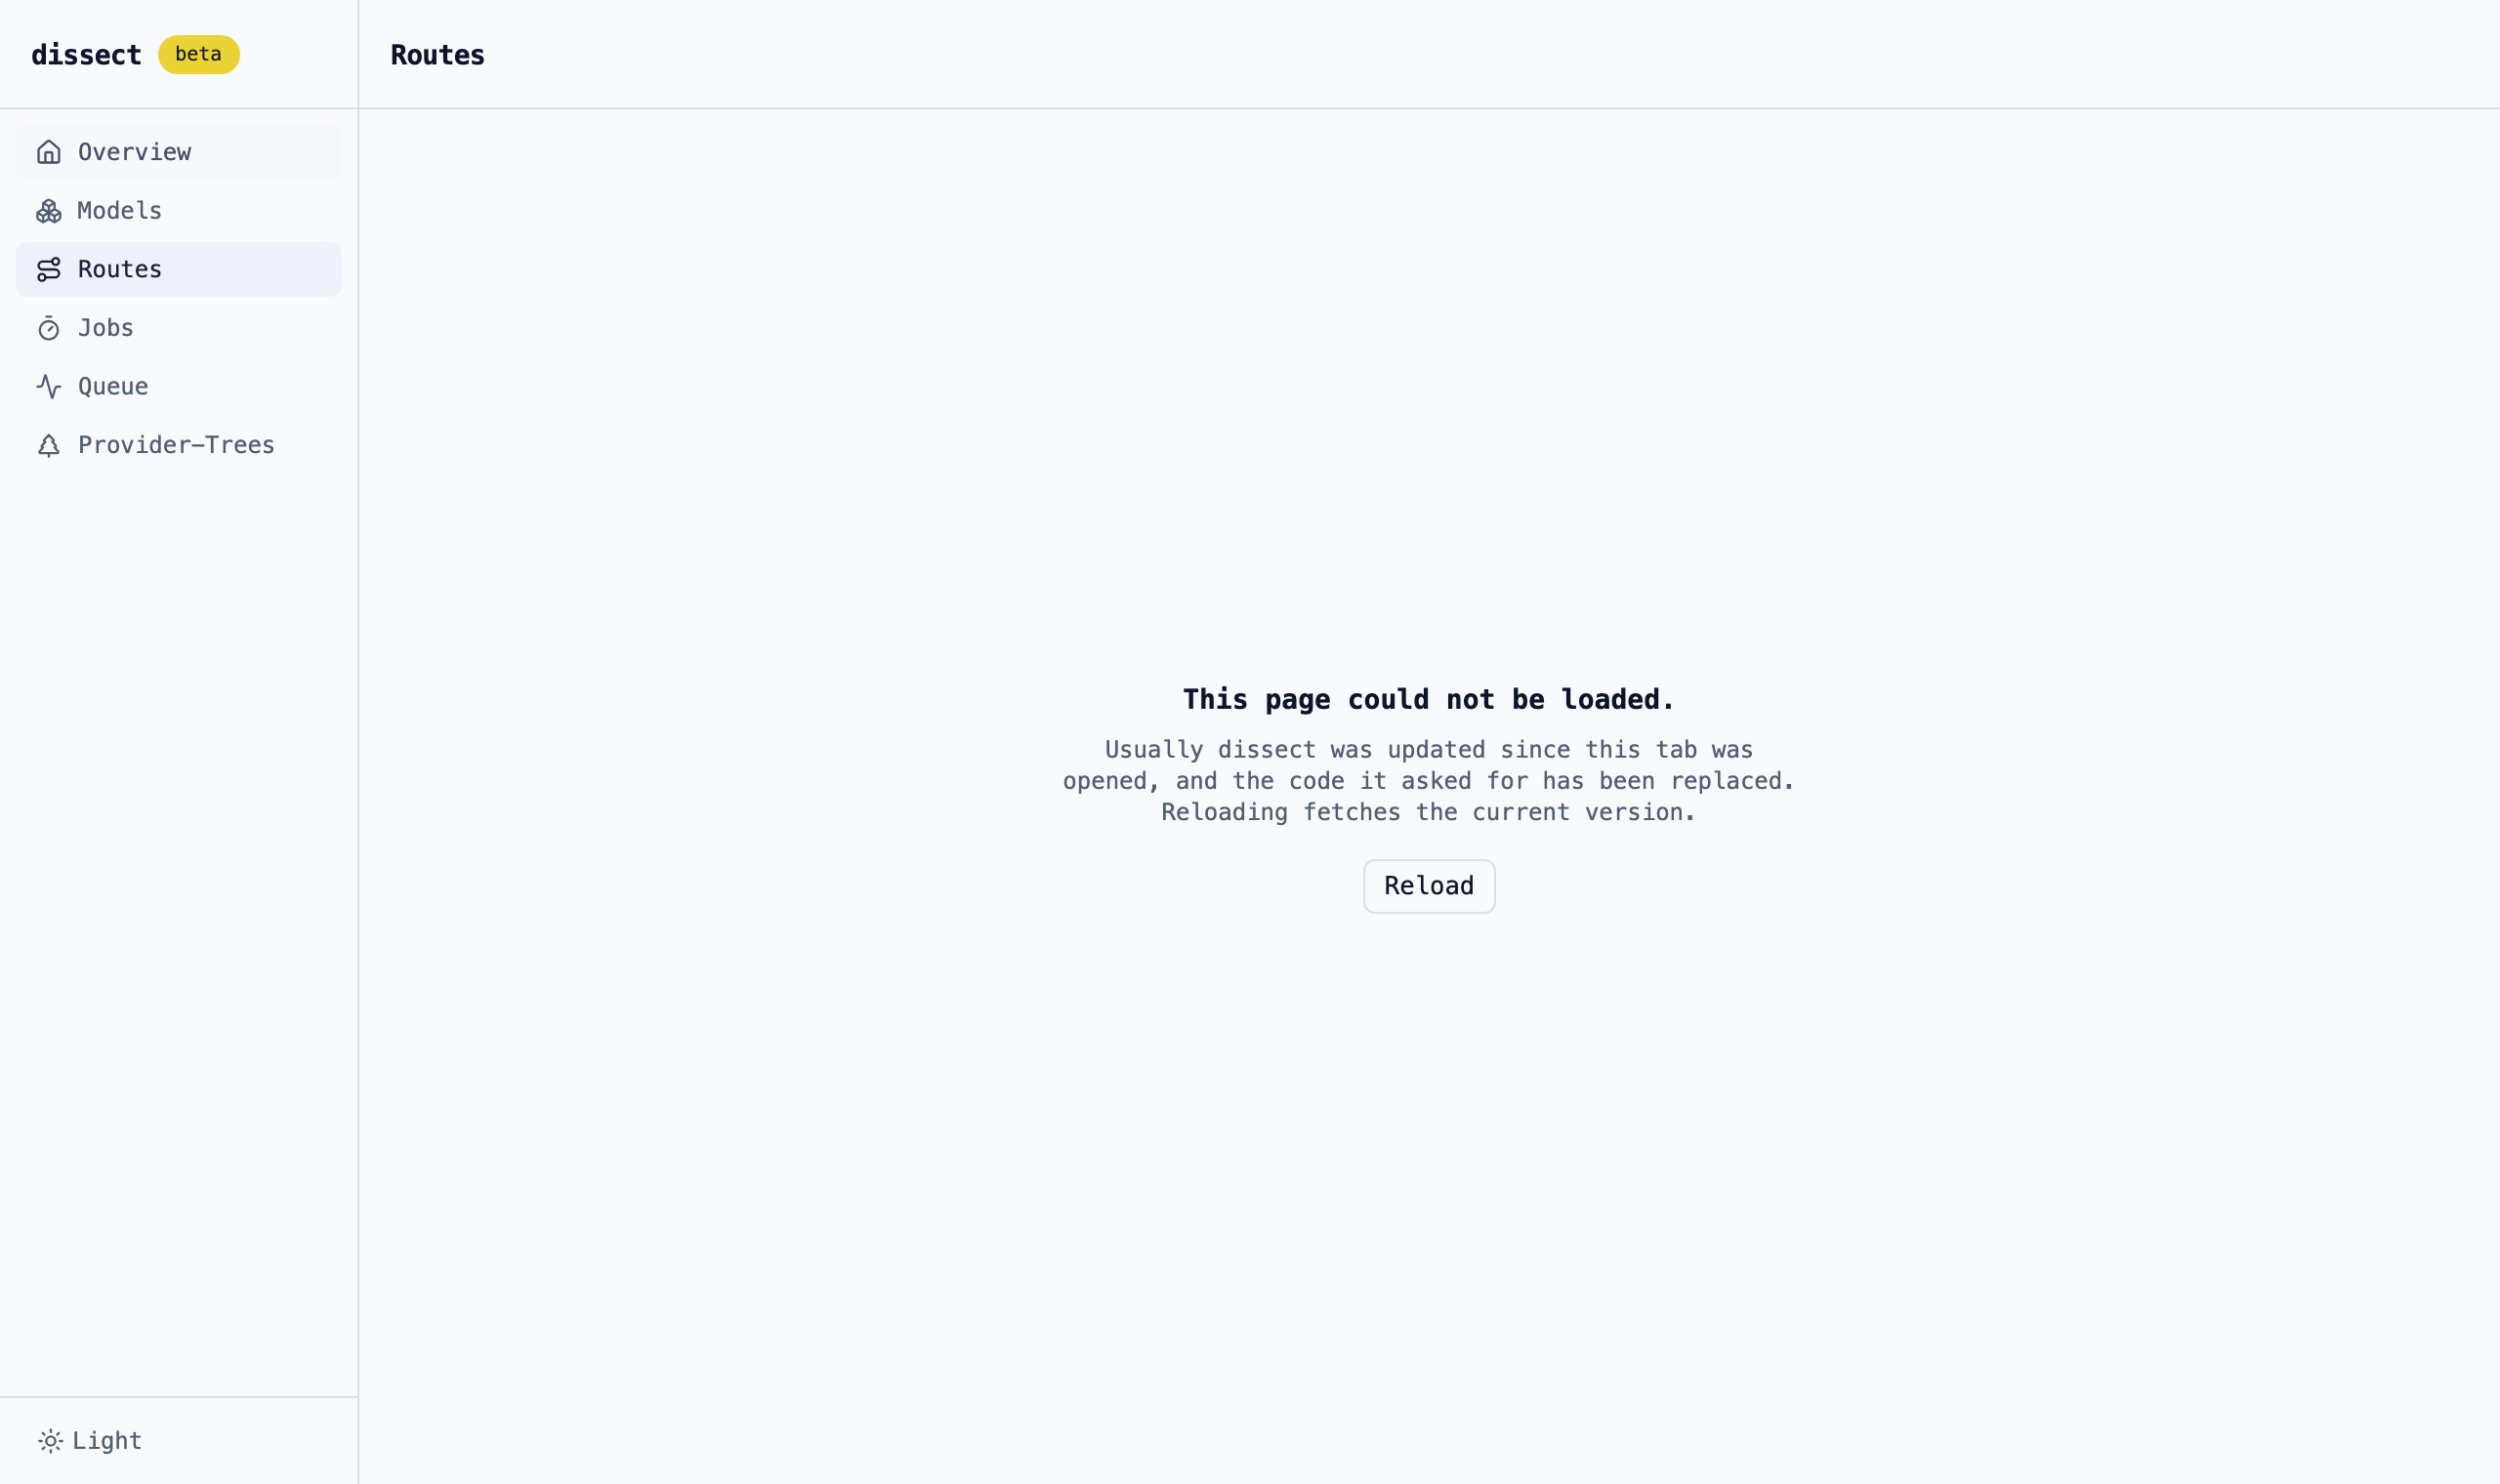 dissect beta
Routes
Overview
Models
Routes
Jobs
Queue
Provider-Trees
This page could not be loaded.
Usually dissect was updated since this tab was
opened, and the code it asked for has been replaced.
Reloading fetches the current version.
Reload
Light